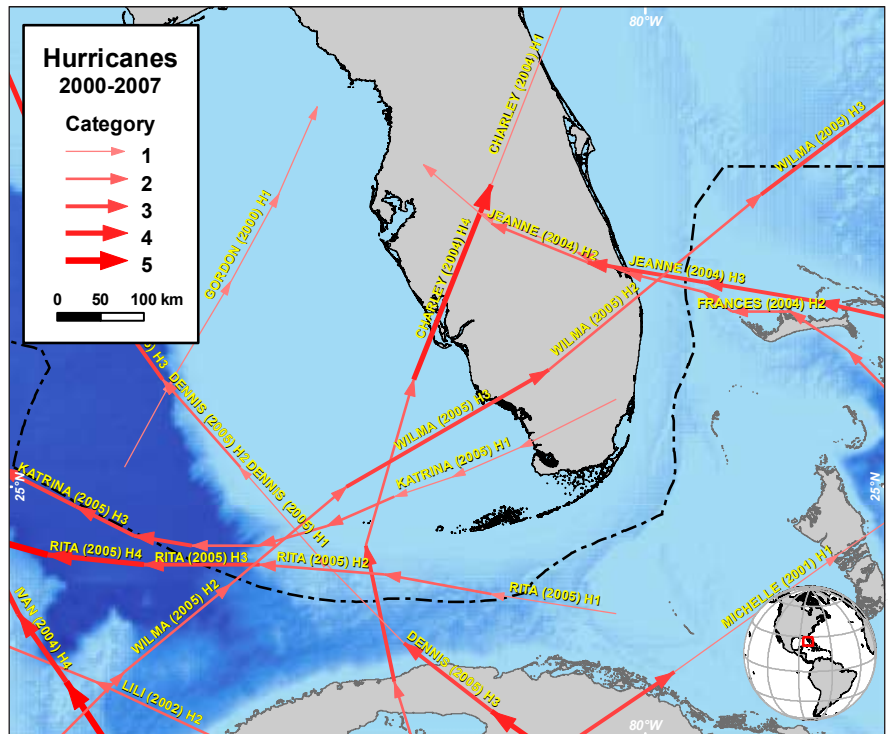 Hurricanes
2000-2007
Category
1
2
3
4
5
0 50 100 km
80°W
CHARLEY (2004) H1
WILMA (2005) H3
GORDON (2000) H1
JEANNE (2004) H2
CHARLEY (2004) H4
JEANNE (2004) H3
FRANCES (2004) H2
WILMA (2005) H2
H3
DENNIS (2005) H2
WILMA (2005) H3
DENNIS (2005) H1
KATRINA (2005) H1
KATRINA (2005) H3
25°N
25°N
RITA (2005) H4
RITA (2005) H3
RITA (2005) H2
RITA (2005) H1
WILMA (2005) H2
MICHELLE (2001) H1
IVAN (2004) H4
DENNIS (2005) H3
LILI (2002) H2
80°W